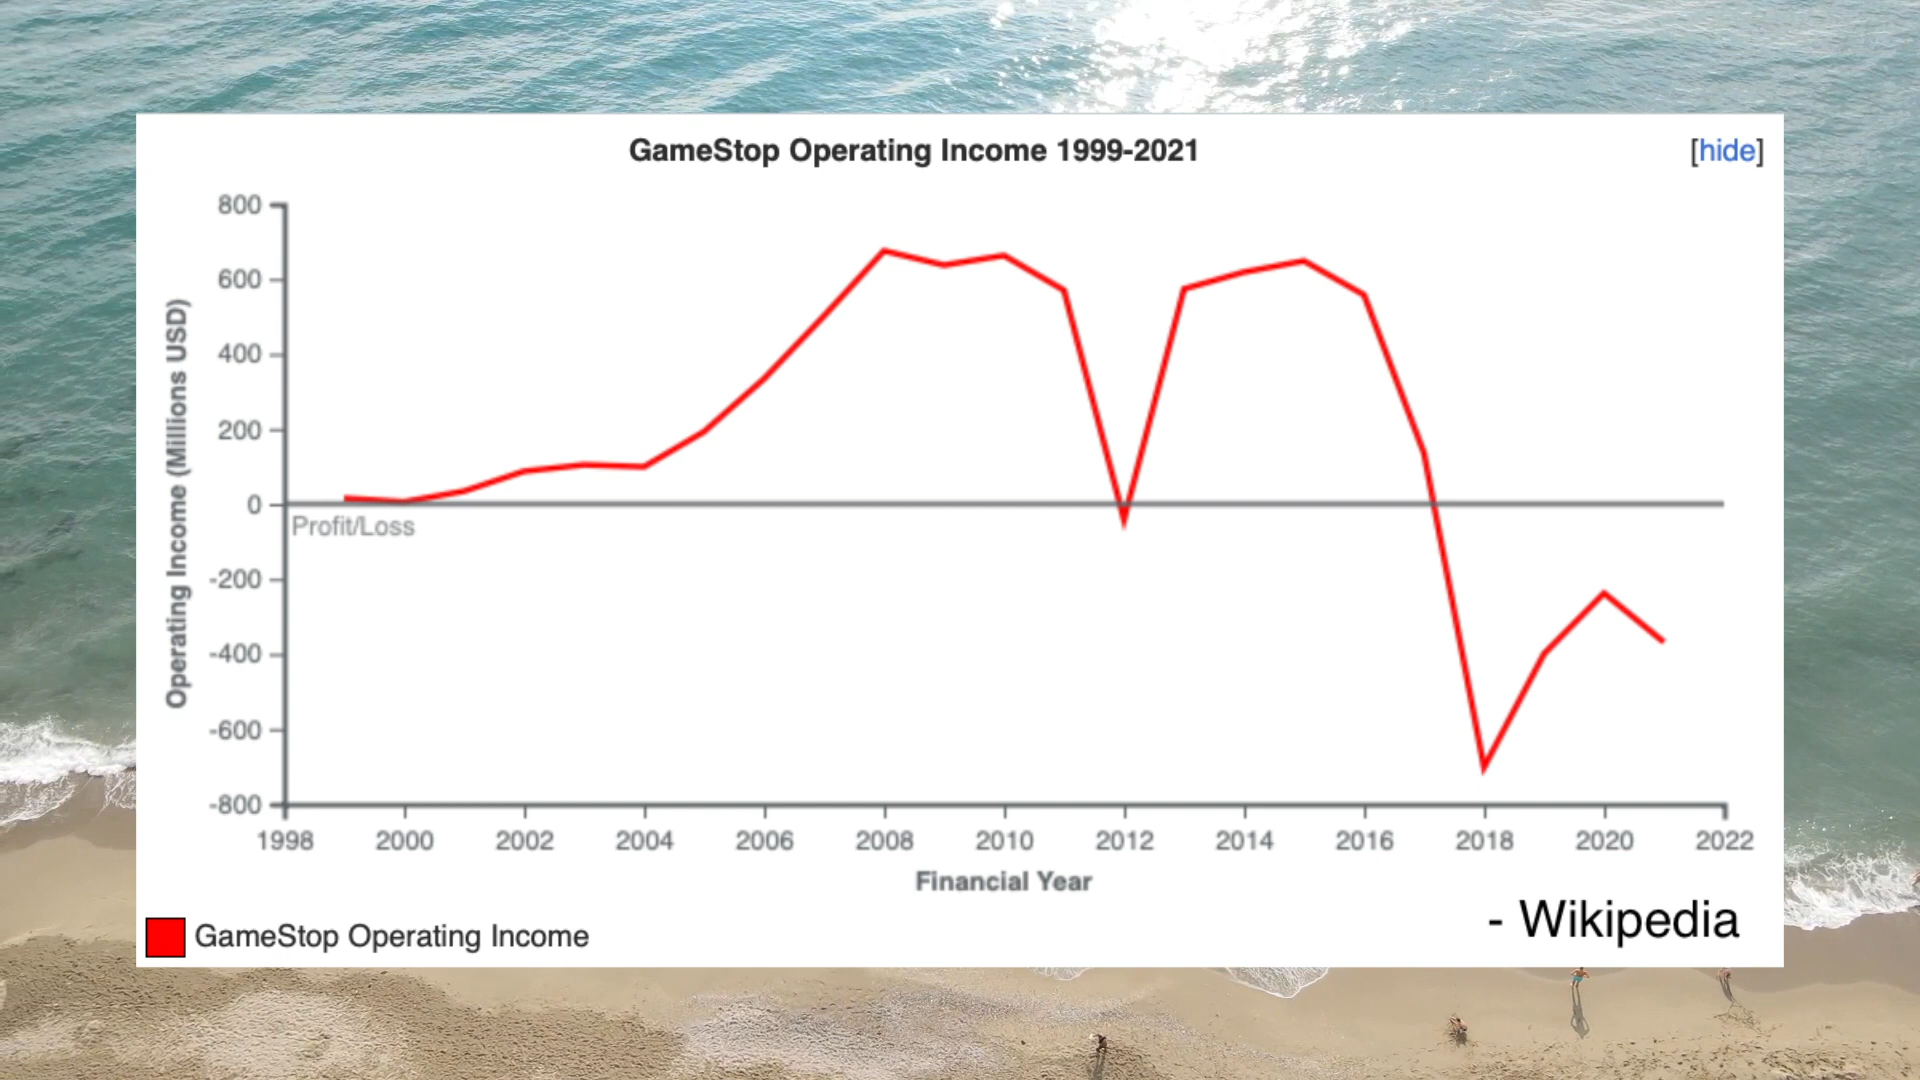 GameStop Operating Income 1999-2021
[hide]
800
600
400
200
0
-200
-400
-600
-800
Operating Income (Millions USD)
Profit/Loss
1998 2000 2002 2004 2006 2008 2010 2012 2014 2016 2018 2020 2022
Financial Year
GameStop Operating Income
- Wikipedia